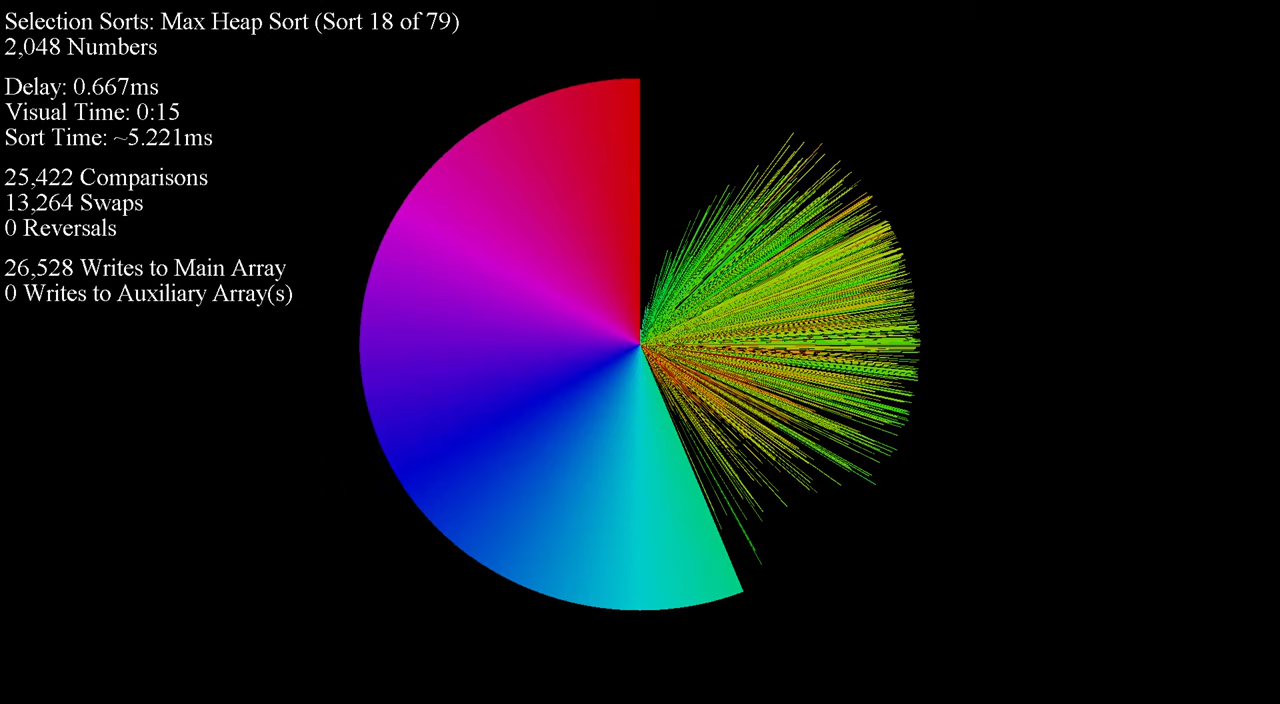 Selection Sorts: Max Heap Sort (Sort 18 of 79)
2,048 Numbers
Delay: 0.667ms
Visual Time: 0:15
Sort Time: ~5.221ms
25,422 Comparisons
13,264 Swaps
0 Reversals
26,528 Writes to Main Array
0 Writes to Auxiliary Array(s)